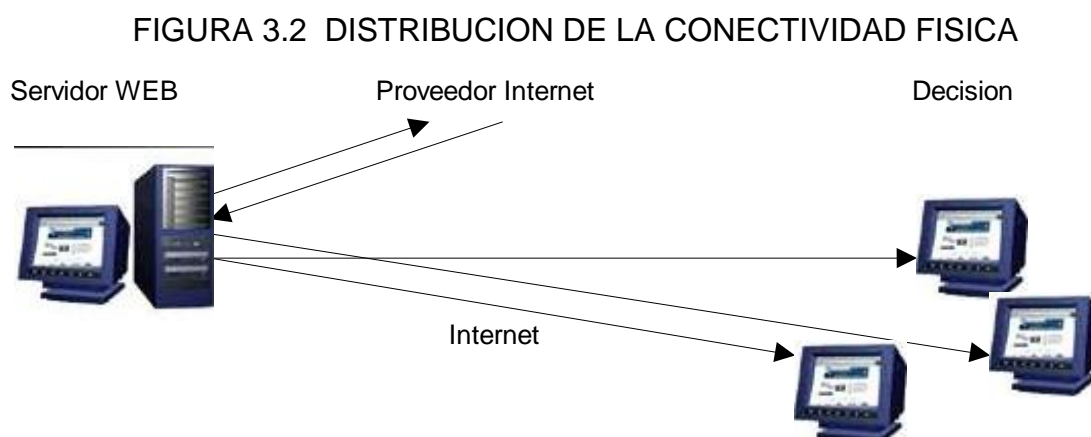 FIGURA 3.2 DISTRIBUCION DE LA CONECTIVIDAD FISICA
Servidor WEB
Proveedor Internet
Decision
Internet